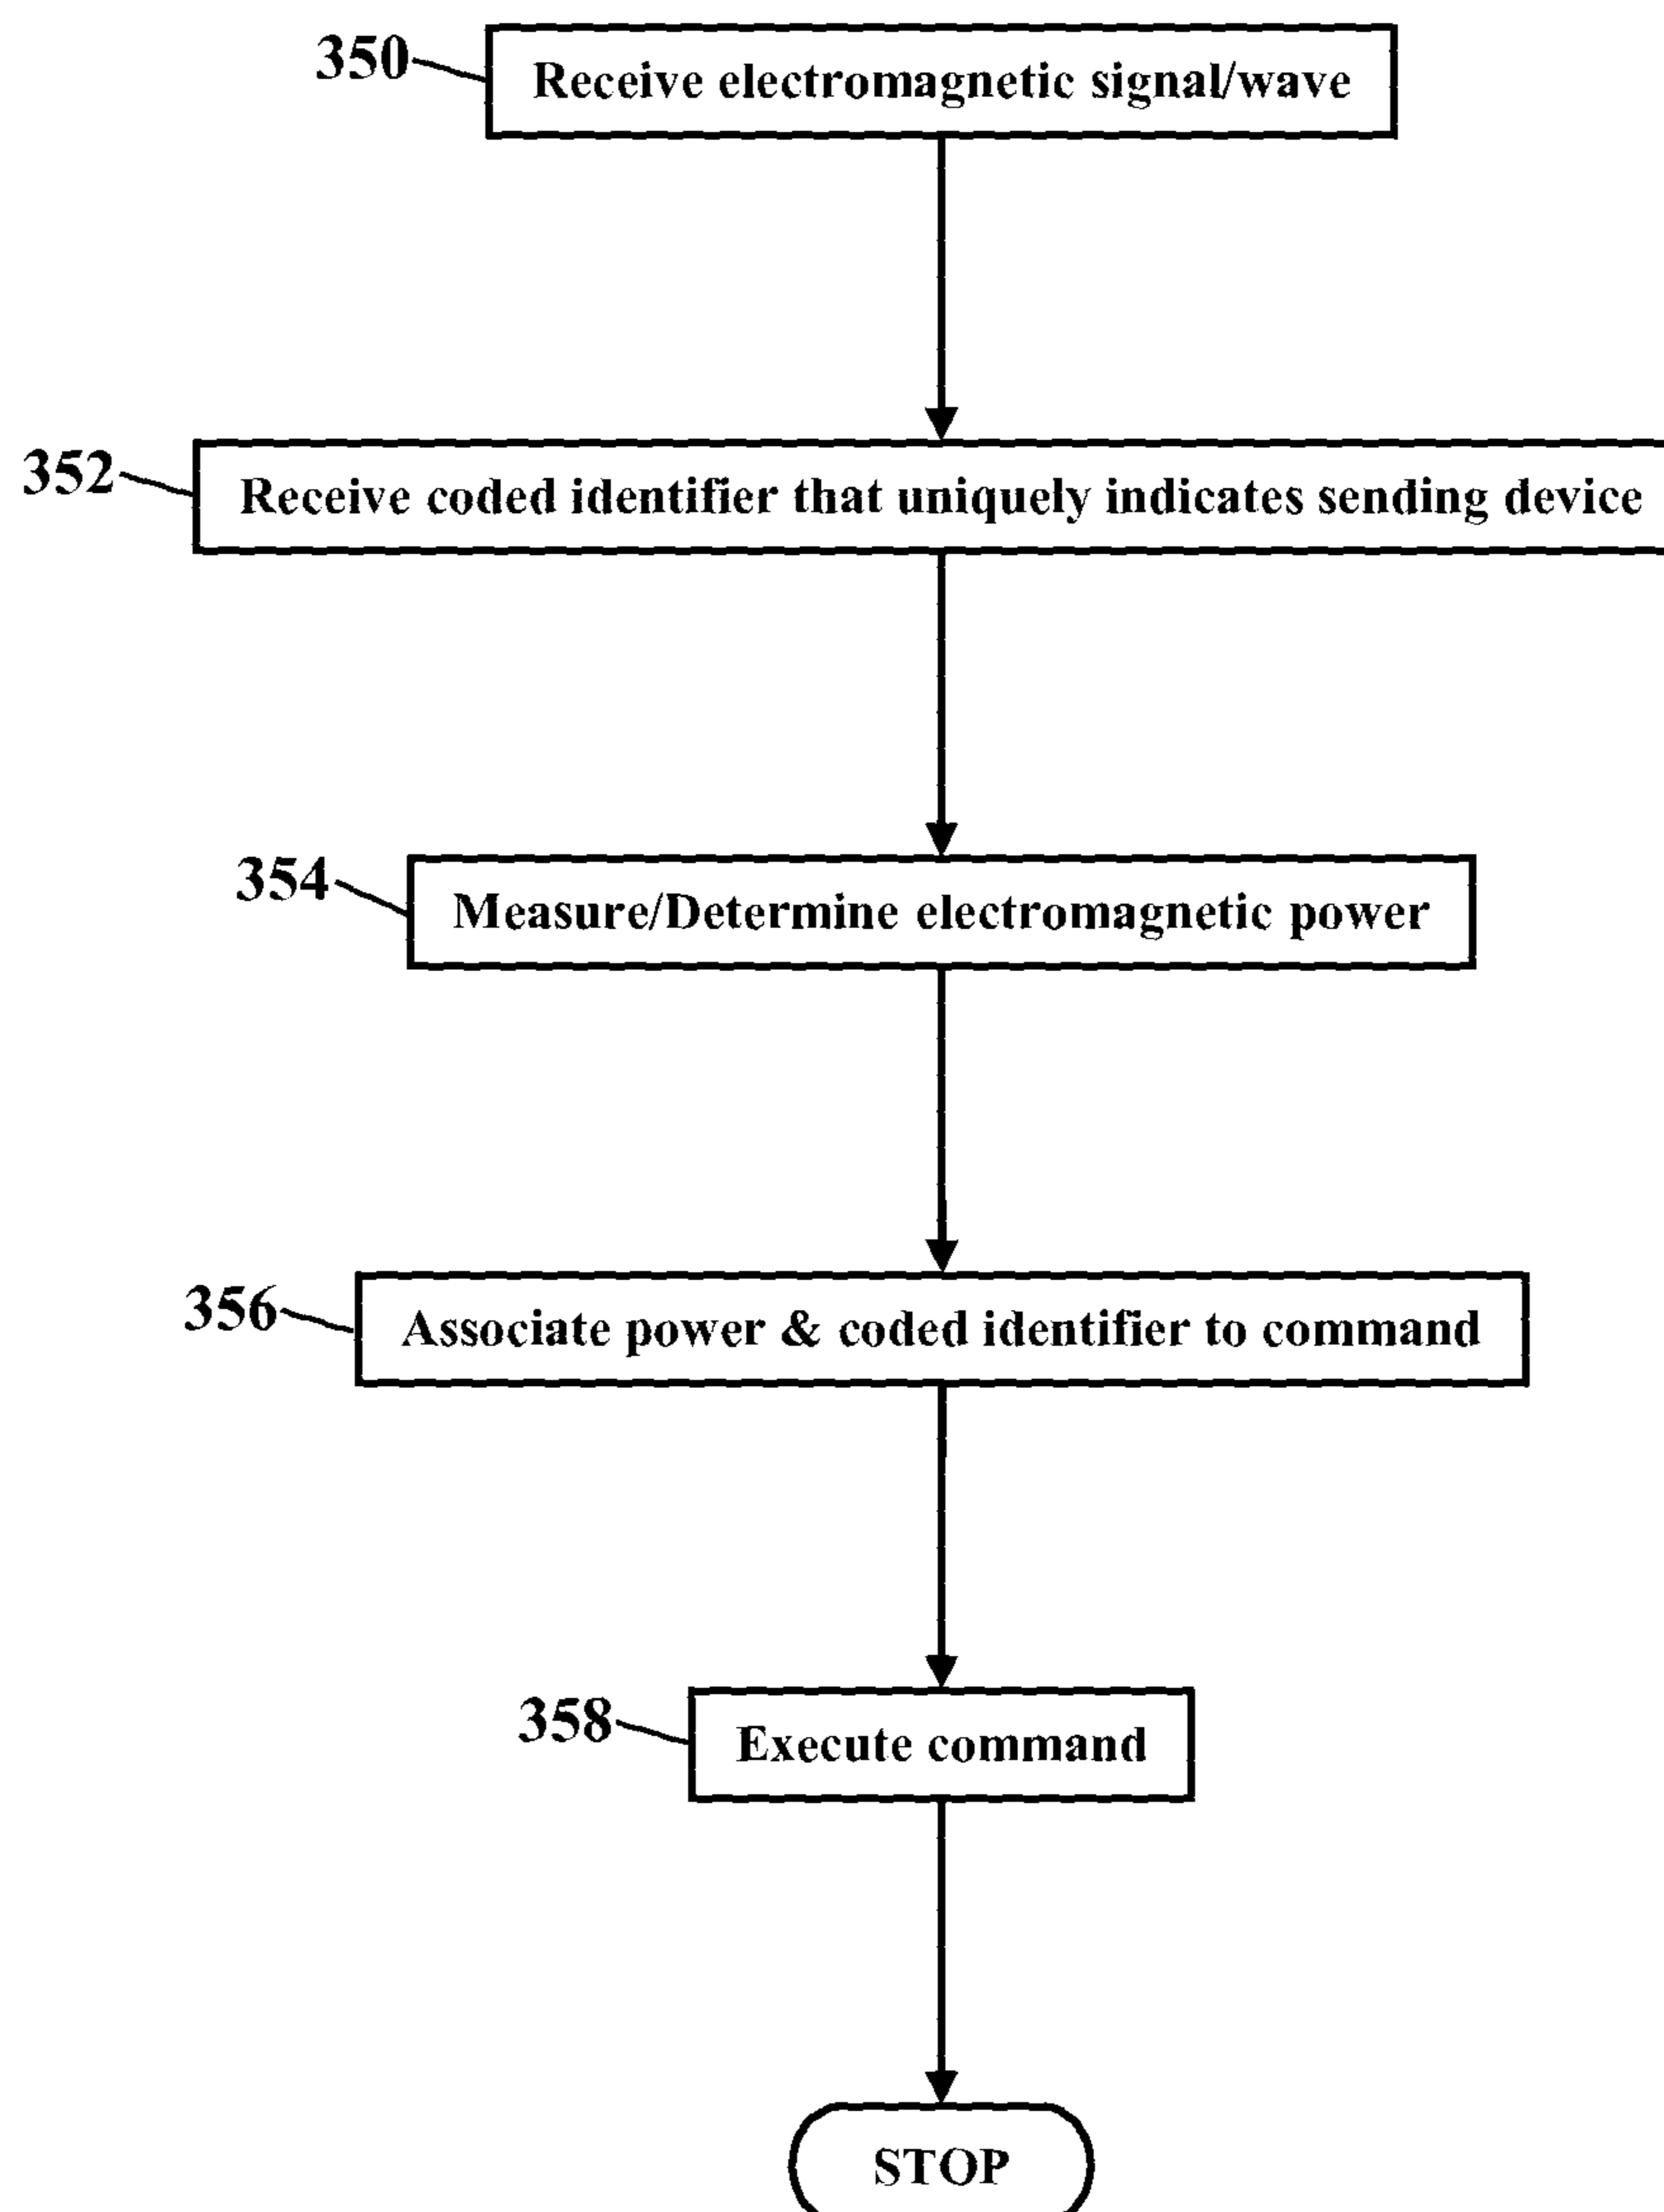 350
Receive electromagnetic signal/wave
352
Receive coded identifier that uniquely indicates sending device
354
Measure/Determine electromagnetic power
356
Associate power & coded identifier to command
358
Execute command
STOP